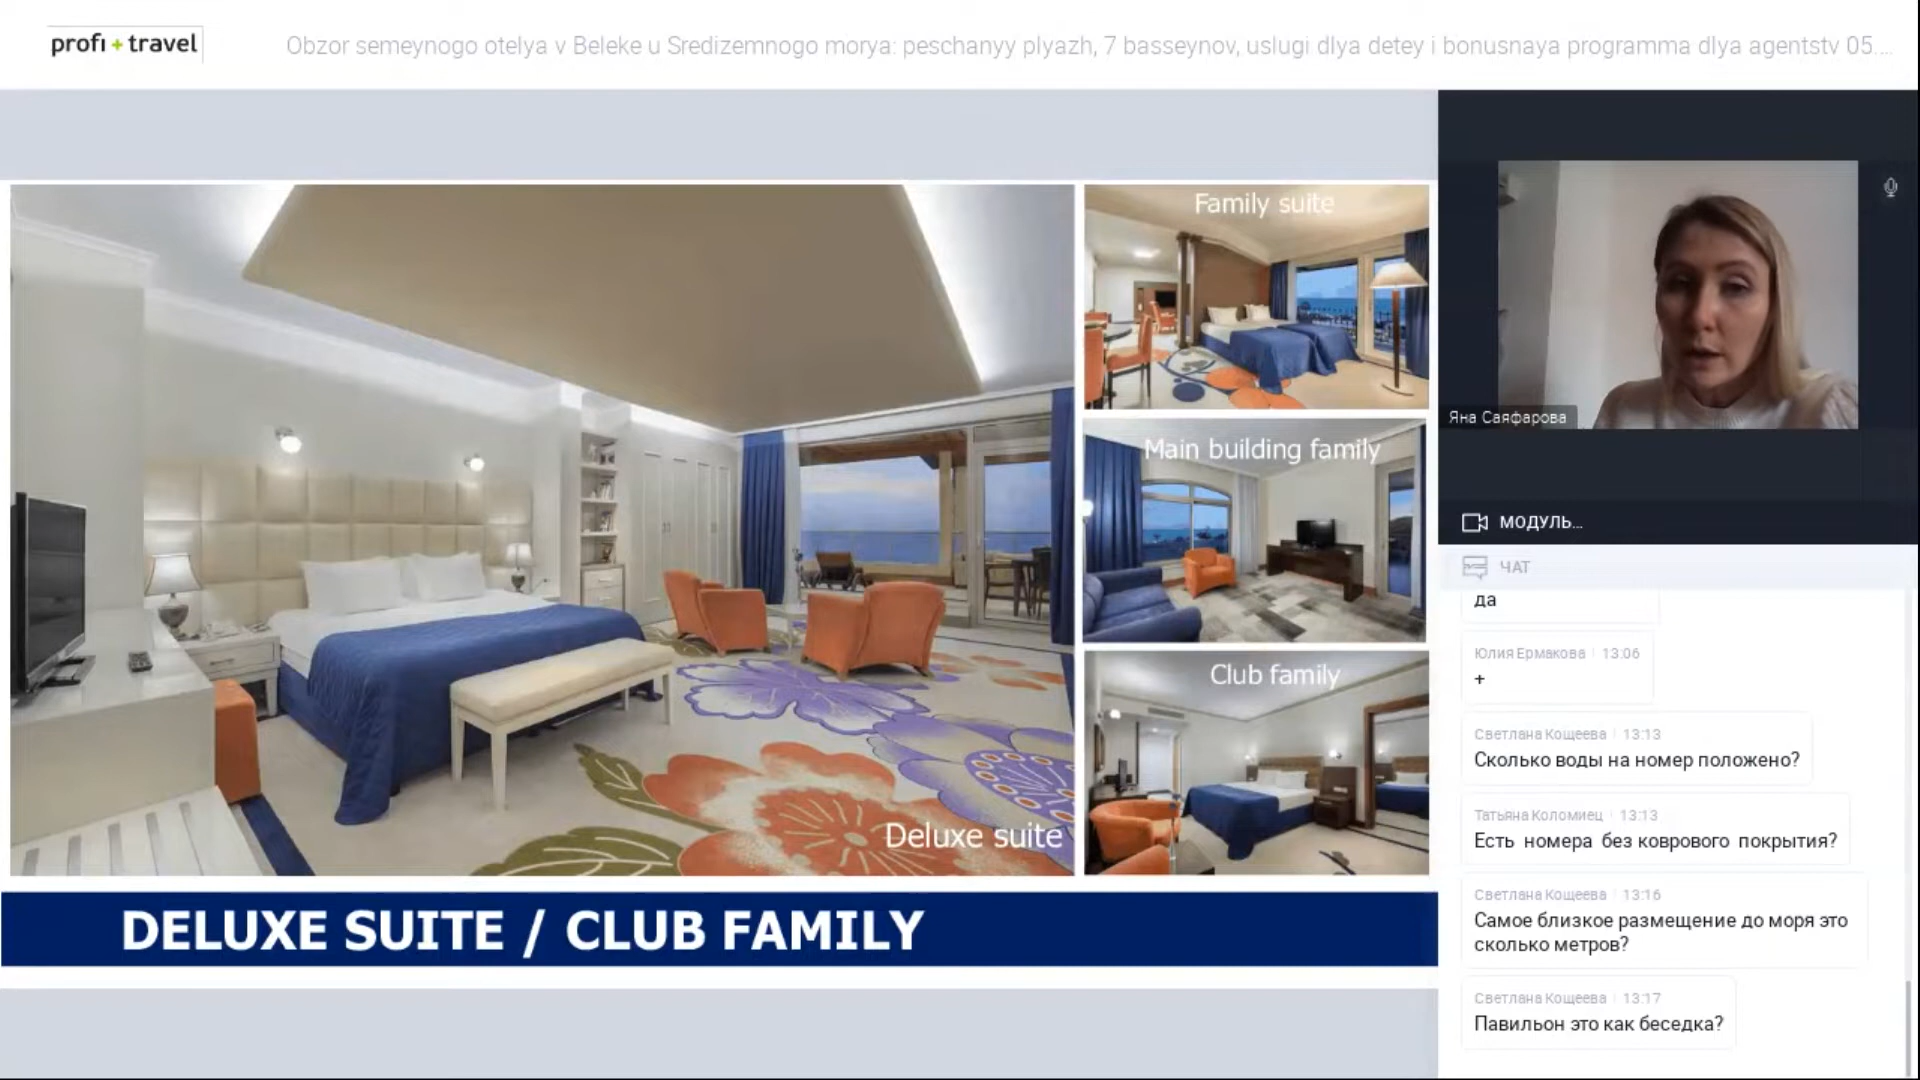 profi + travel
Obzor semeynogo otelya v Beleke u Sredizemnogo morya: peschanyy plyazh, 7 basseynov, uslugi dlya detey i bonusnaya programma dlya agentstv 05....
Family suite
Main building family
Club family
Deluxe suite
DELUXE SUITE / CLUB FAMILY
Яна Саяфарова
МОДУЛЬ...
ЧАТ
да
Юлия Ермакова 13:06
+
Светлана Кощеева 13:13
Сколько воды на номер положено?
Татьяна Коломиец 13:13
Есть номера без коврового покрытия?
Светлана Кощеева 13:16
Самое близкое размещение до моря это
сколько метров?
Светлана Кощеева 13:17
Павильон это как беседка?